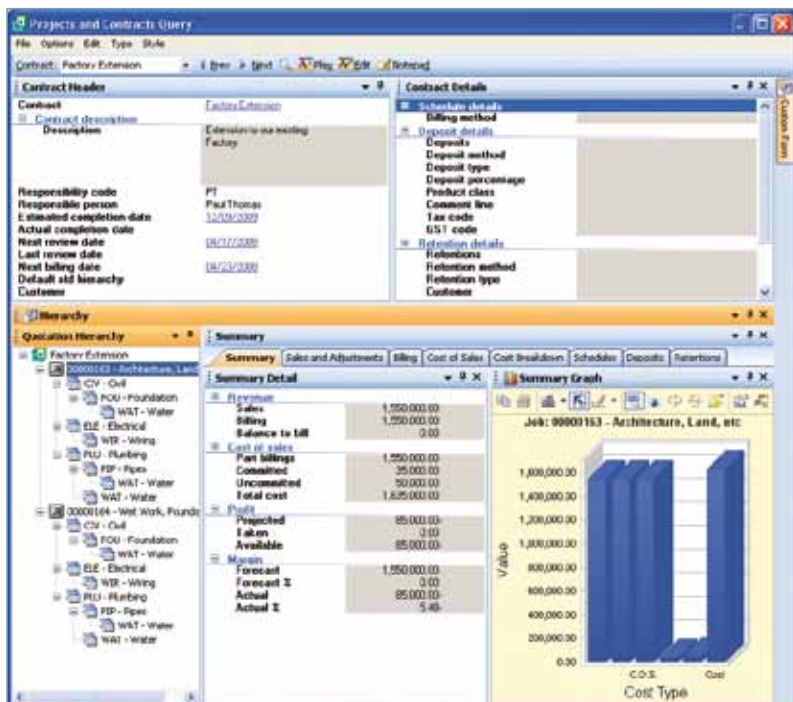 Projects and Contracts Query
File Options Edit Type Style
Contract: Factory Extension Prev Next Play Edit Notepad
Contract Header
Contract Factory Extension
Contract description
Description Extension to our existing
Factory
Responsibility code PT
Responsible person Paul Thomas
Estimated completion date 12/09/2009
Actual completion date
Next review date 04/17/2008
Last review date
Next billing date 04/23/2008
Default std hierarchy
Customer
Contract Details
Schedule details
Billing method
Deposit details
Deposits
Deposit method
Deposit type
Deposit percentage
Product class
Comment line
Tax code
GST code
Retention details
Retentions
Retention method
Retention type
Customer
Custom Form
Hierarchy
Quotation Hierarchy
Factory Extension
00000163 - Architecture, Land
CIV - Civil
FOU - Foundation
WAT - Water
ELE - Electrical
WIR - Wiring
PLU - Plumbing
PIP - Pipes
WAT - Water
WAT - Water
00000164 - Wet Work, Founda
CIV - Civil
FOU - Foundation
WAT - Water
ELE - Electrical
WIR - Wiring
PLU - Plumbing
PIP - Pipes
WAT - Water
WAT - Water
Summary
Summary Sales and Adjustments Billing Cost of Sales Cost Breakdown Schedules Deposits Retentions
Summary Detail
Revenue
Sales 1,550,000.00
Billing 1,550,000.00
Balance to bill 0.00
Cost of sales
Part billings 1,550,000.00
Committed 35,000.00
Uncommitted 50,000.00
Total cost 1,635,000.00
Profit
Projected 85,000.00-
Taken 0.00
Available 85,000.00-
Margin
Forecast 1,550,000.00
Forecast % 0.00
Actual 85,000.00-
Actual % 5.48-
Summary Graph
Job: 00000163 - Architecture, Land, etc
Value
1,600,000.00
1,400,000.00
1,200,000.00
1,000,000.00
800,000.00
600,000.00
400,000.00
200,000.00
0.00
C.O.S. Cost
Cost Type